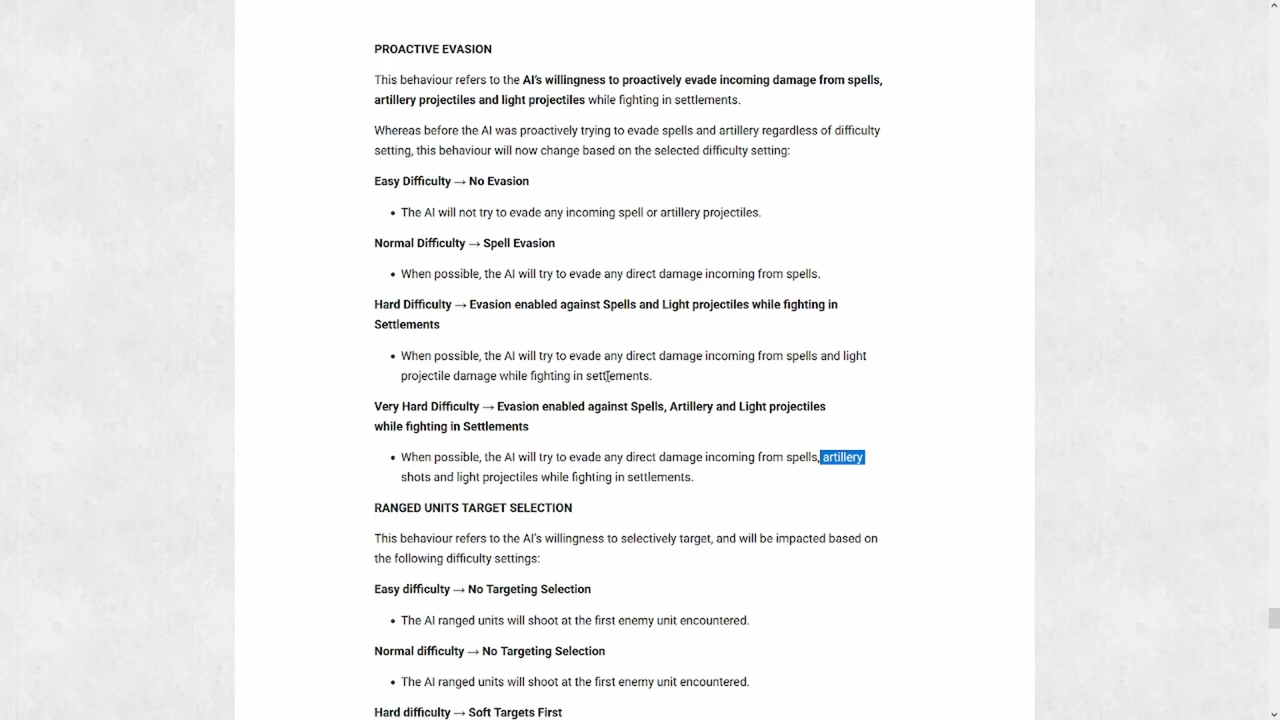 PROACTIVE EVASION
This behaviour refers to the AI's willingness to proactively evade incoming damage from spells,
artillery projectiles and light projectiles while fighting in settlements.
Whereas before the AI was proactively trying to evade spells and artillery regardless of difficulty
setting, this behaviour will now change based on the selected difficulty setting:
Easy Difficulty → No Evasion
• The AI will not try to evade any incoming spell or artillery projectiles.
Normal Difficulty → Spell Evasion
• When possible, the AI will try to evade any direct damage incoming from spells.
Hard Difficulty → Evasion enabled against Spells and Light projectiles while fighting in
Settlements
• When possible, the AI will try to evade any direct damage incoming from spells and light
projectile damage while fighting in settlements.
Very Hard Difficulty → Evasion enabled against Spells, Artillery and Light projectiles
while fighting in Settlements
• When possible, the AI will try to evade any direct damage incoming from spells, artillery
shots and light projectiles while fighting in settlements.
RANGED UNITS TARGET SELECTION
This behaviour refers to the AI's willingness to selectively target, and will be impacted based on
the following difficulty settings:
Easy difficulty → No Targeting Selection
• The AI ranged units will shoot at the first enemy unit encountered.
Normal difficulty → No Targeting Selection
• The AI ranged units will shoot at the first enemy unit encountered.
Hard difficulty → Soft Targets First